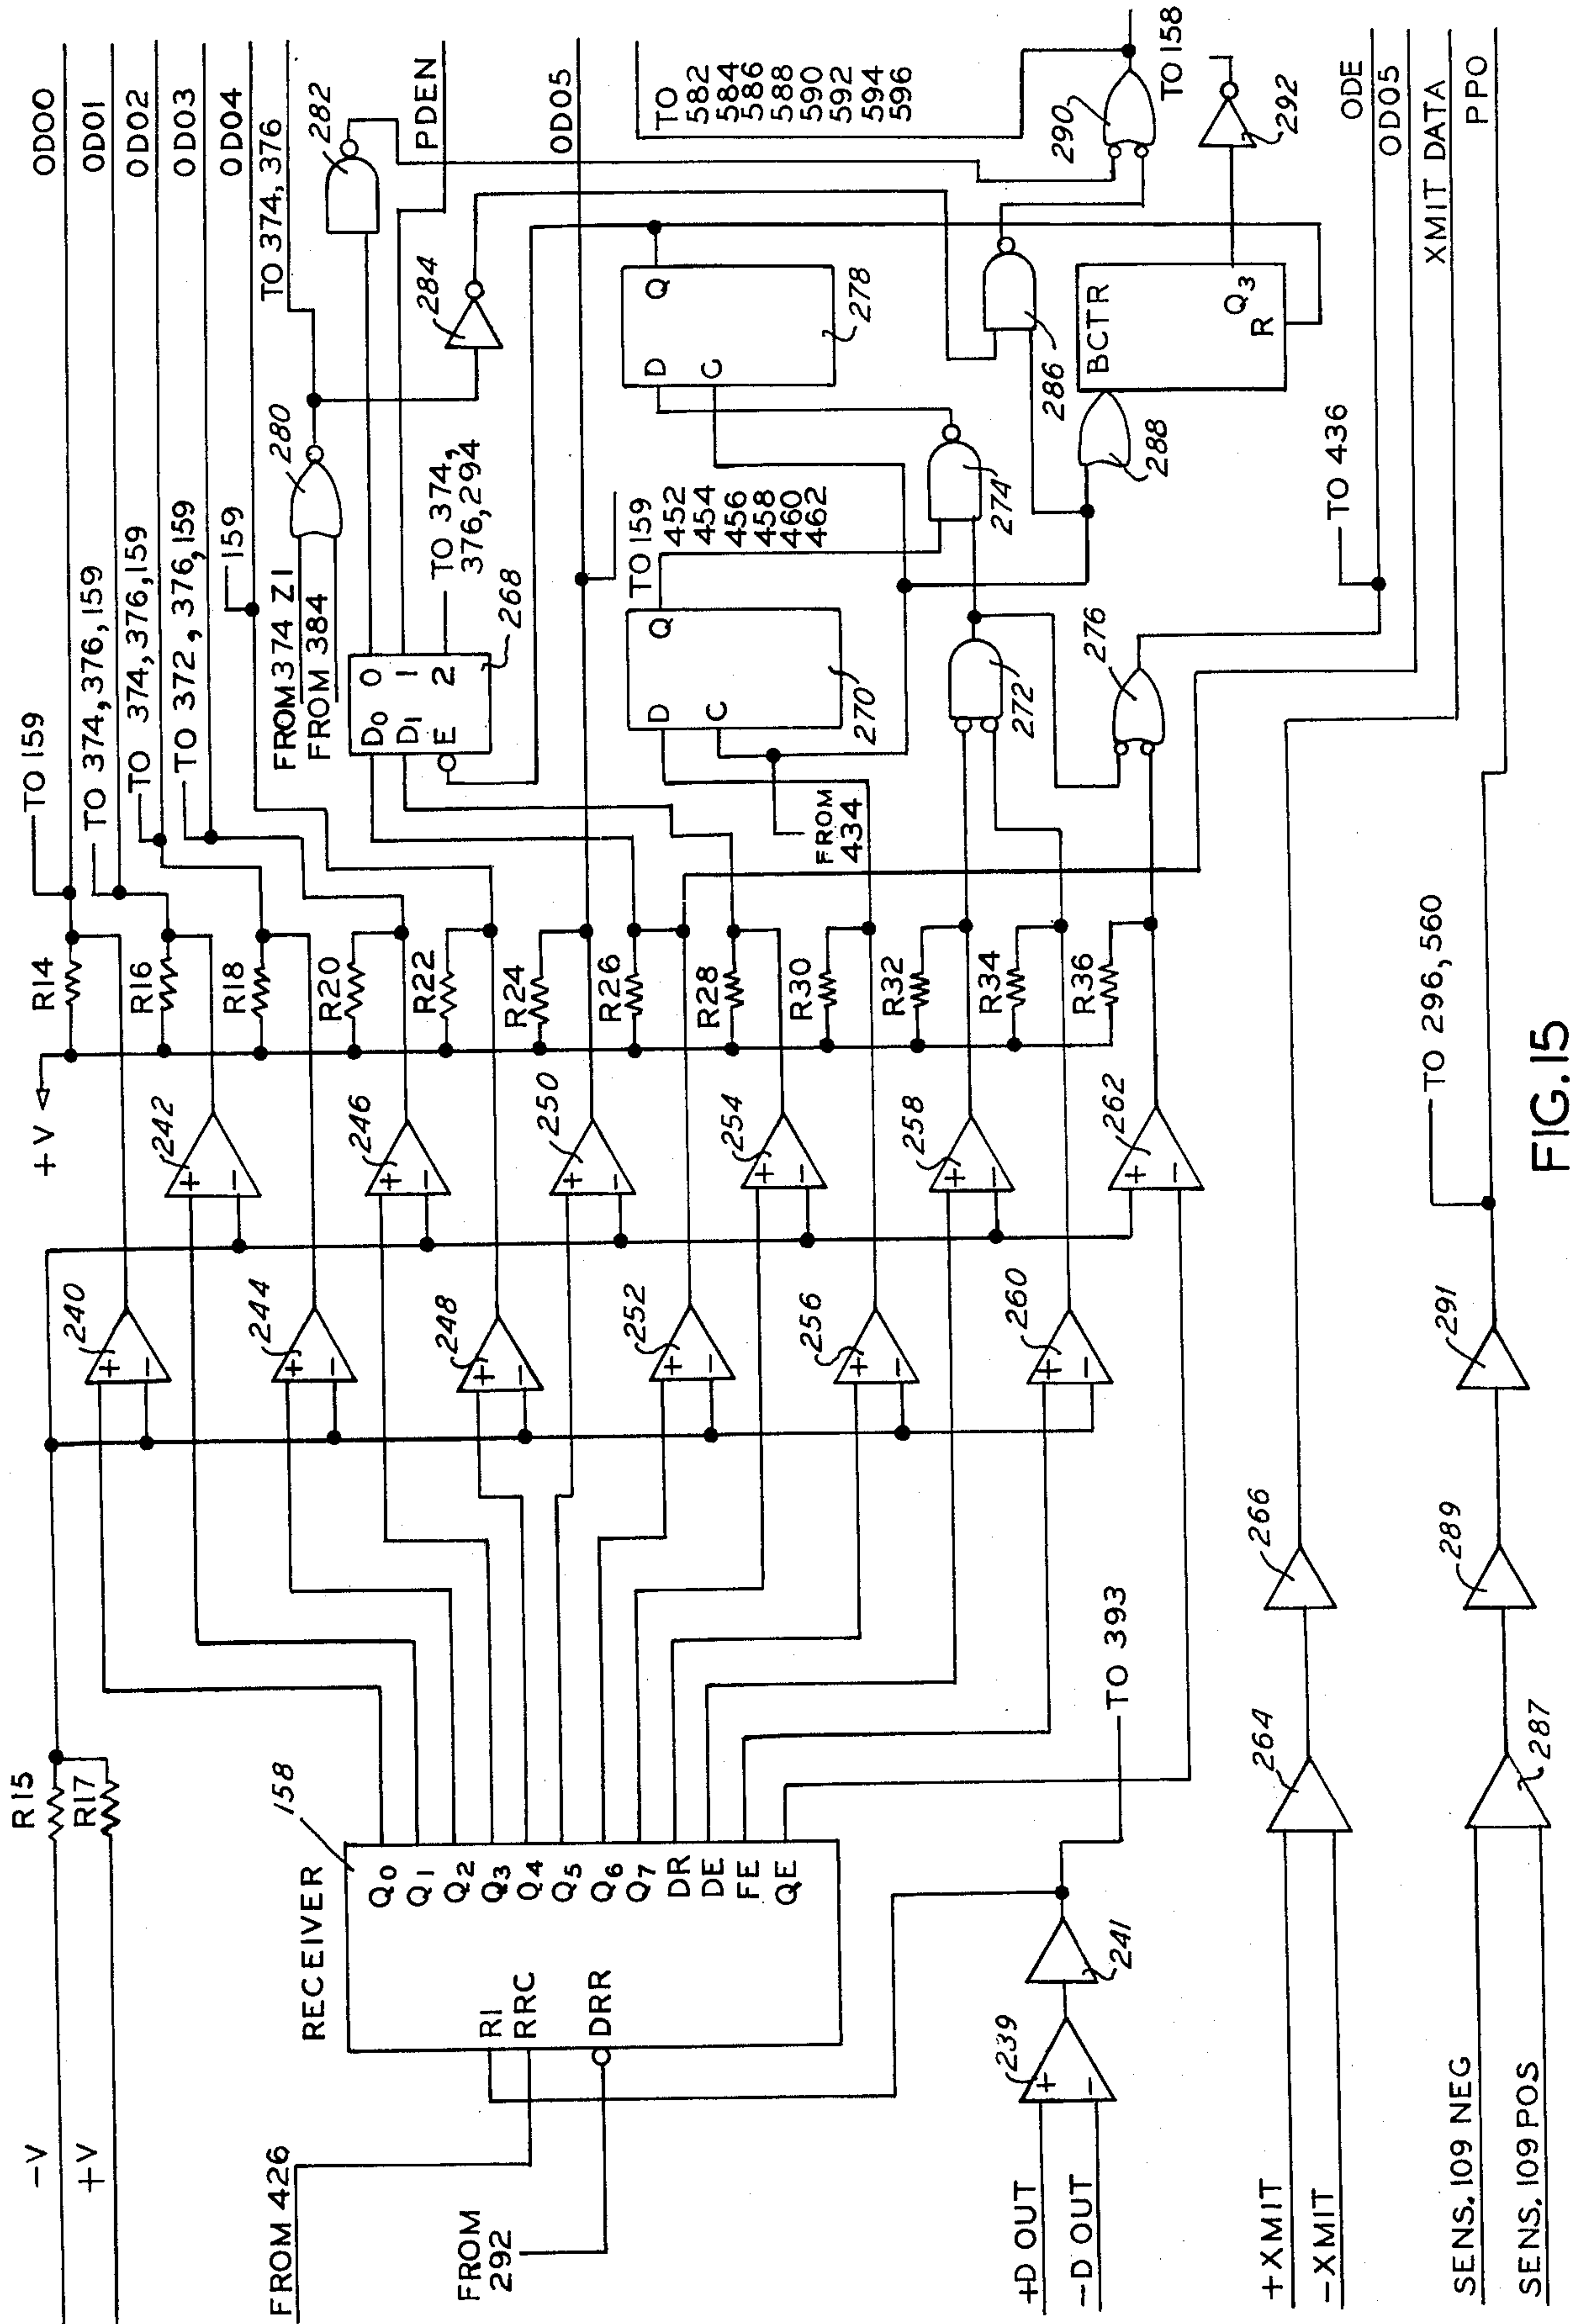 -V
+V
R15
R17
+V
R14
R16
R18
R20
R22
R24
R26
R28
R30
R32
R34
R36
TO 159
TO 374,376,159
TO 374,376,159
TO 372,376,159
159
OD00
OD01
OD02
OD03
OD04
TO 374,376
FROM 374 Z1
FROM 384
280
282
284
PDEN
OD05
240
242
244
246
248
250
252
254
256
258
260
262
+
-
+
-
+
-
+
-
+
-
+
-
+
-
+
-
+
-
+
-
+
-
+
-
RECEIVER
158
Q0
Q1
Q2
Q3
Q4
Q5
Q6
Q7
DR
DE
FE
QE
RI
RRC
DRR
FROM 426
FROM
292
D0
D1
E
0
1
2
268
TO 374,
376,294
TO 159
452
454
456
458
460
462
D
C
Q
270
FROM
434
272
274
276
D
C
Q
278
286
288
BCTR
Q3
R
TO
582
584
586
588
590
592
594
596
290
TO 158
292
TO 436
ODE
OD05
XMIT DATA
PPO
+D OUT
-D OUT
+
-
239
241
TO 393
+XMIT
-XMIT
264
266
SENS. 109 NEG
SENS. 109 POS
287
289
291
TO 296,560
FIG.15